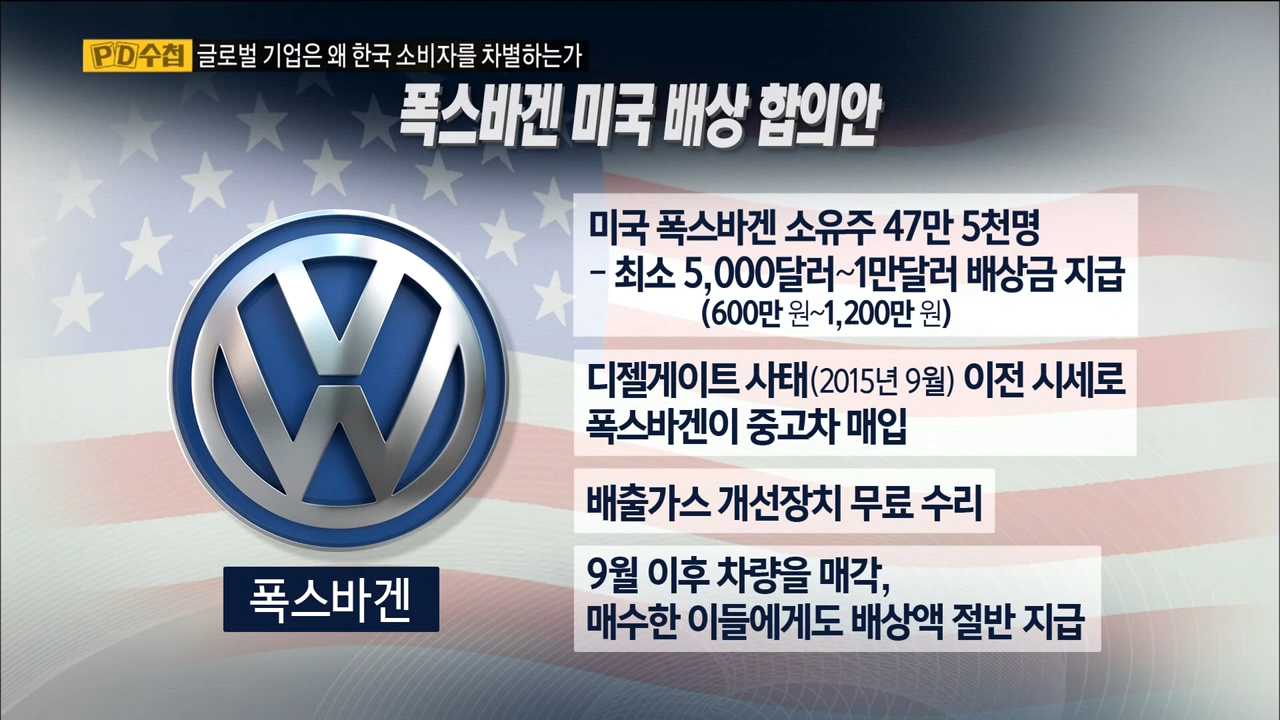 PD수첩 글로벌 기업은 왜 한국 소비자를 차별하는가
폭스바겐 미국 배상 합의안
미국 폭스바겐 소유주 47만 5천명
- 최소 5,000달러~1만달러 배상금 지급
(600만 원~1,200만 원)
디젤게이트 사태(2015년 9월) 이전 시세로
폭스바겐이 중고차 매입
배출가스 개선장치 무료 수리
9월 이후 차량을 매각,
매수한 이들에게도 배상액 절반 지급
폭스바겐